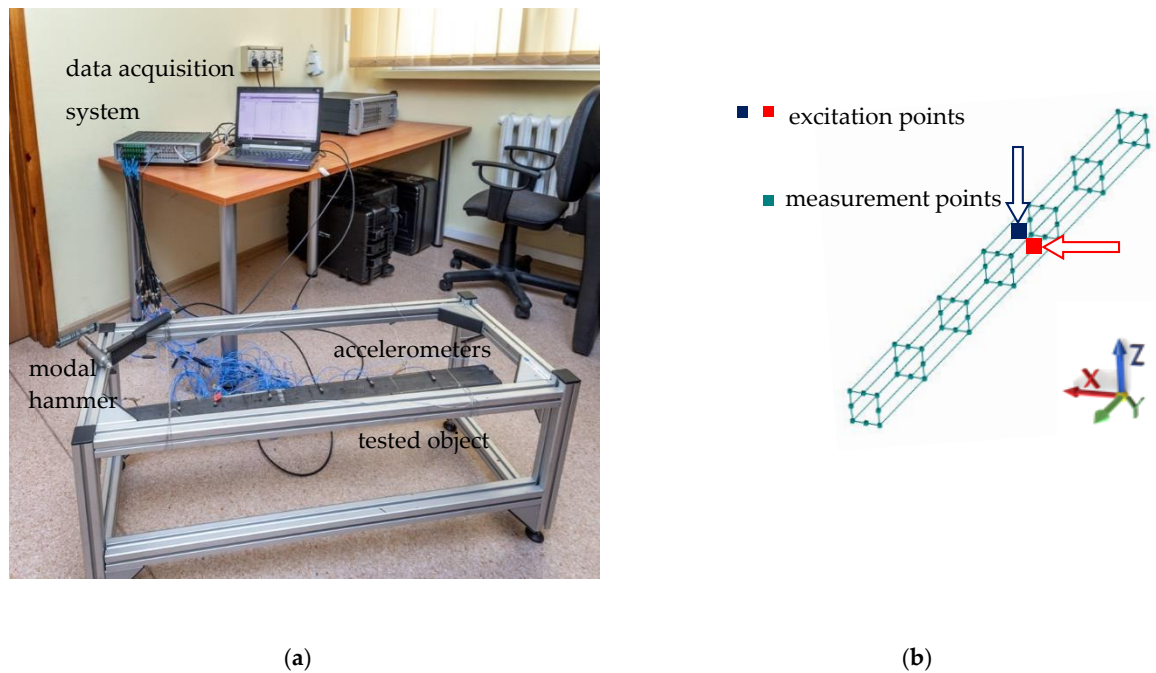 data acquisition
system
modal
hammer
accelerometers
tested object
excitation points
measurement points
Z
X
Y
(a)
(b)